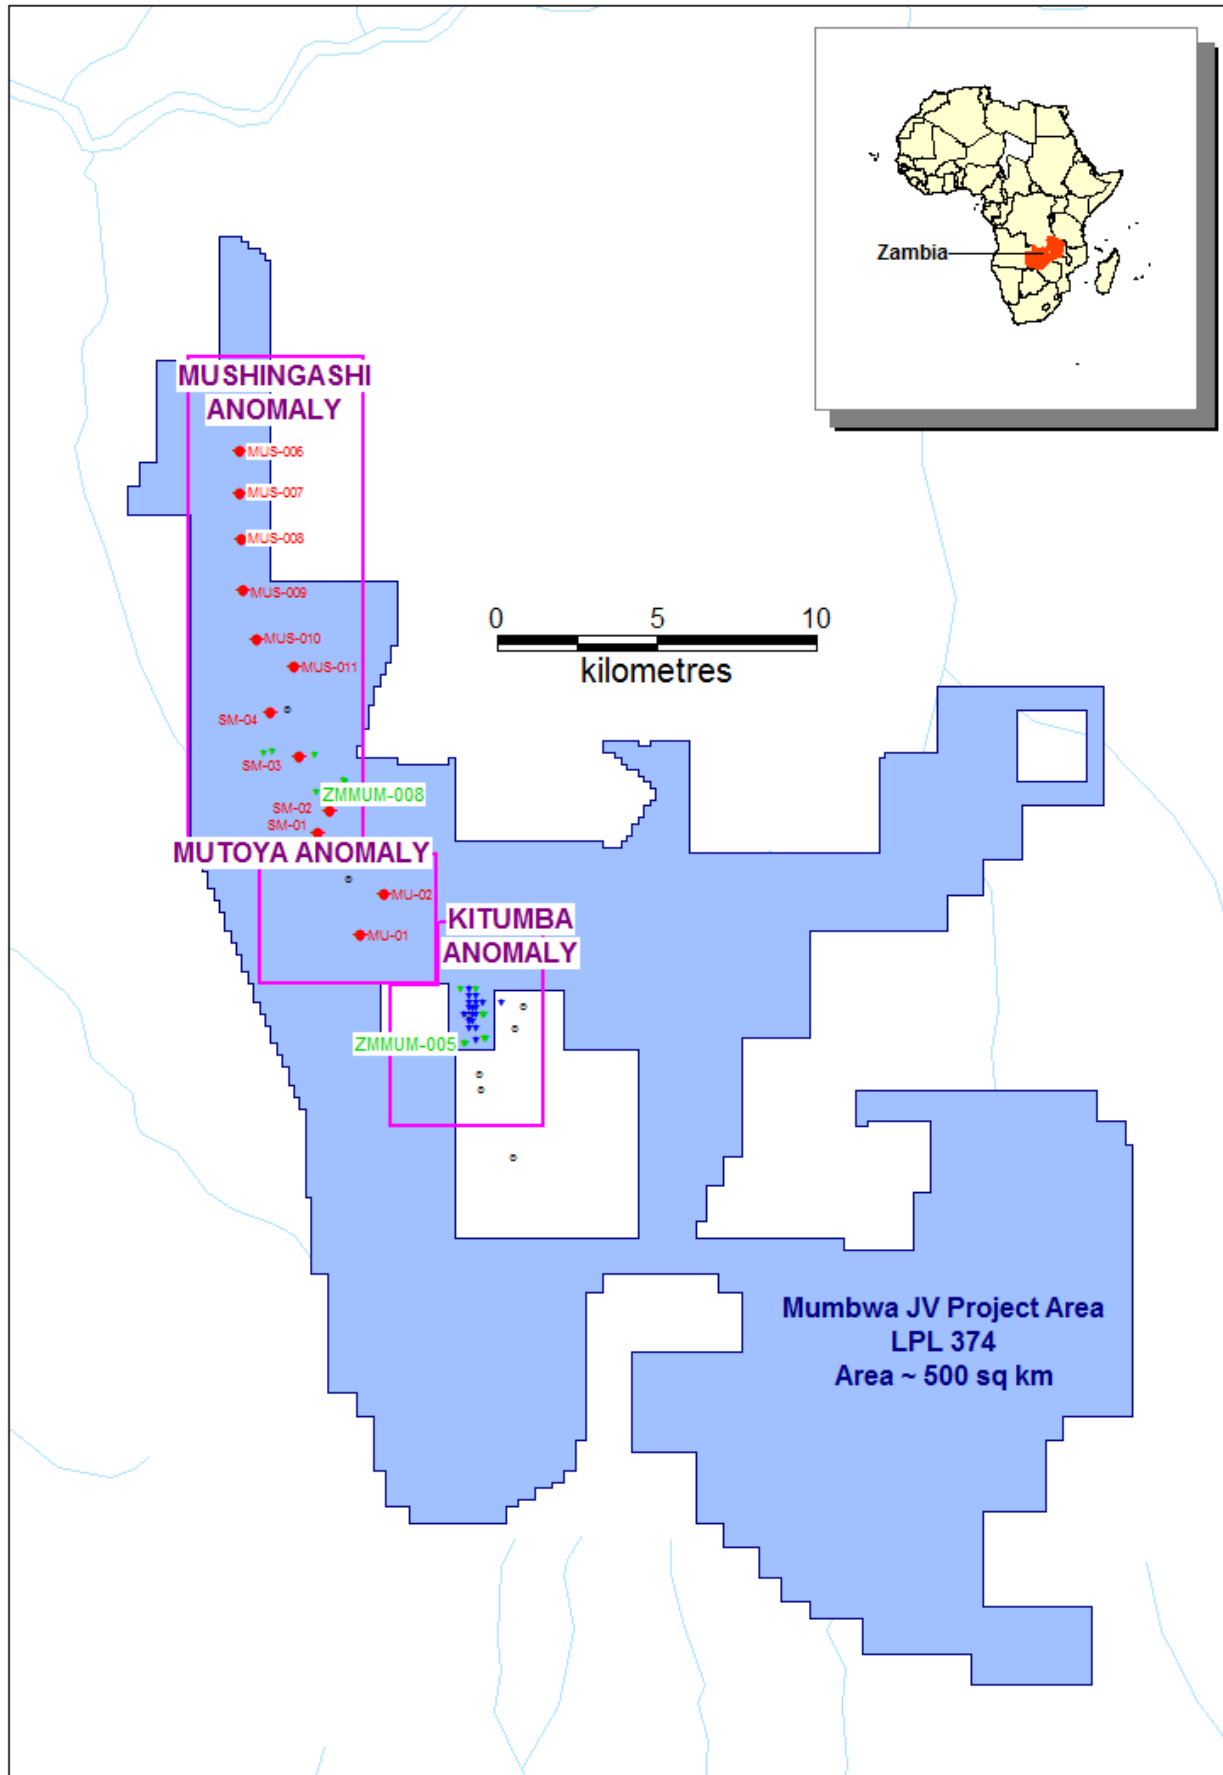 Zambia
MUSHINGASHI
ANOMALY
MUS-006
MUS-007
MUS-008
MUS-009
MUS-010
MUS-011
0 5 10
kilometres
SM-04
SM-03
ZMMUM-008
SM-02
SM-01
MUTOYA ANOMALY
MU-02
KITUMBA
ANOMALY
MU-01
ZMMUM-005
Mumbwa JV Project Area
LPL 374
Area ~ 500 sq km